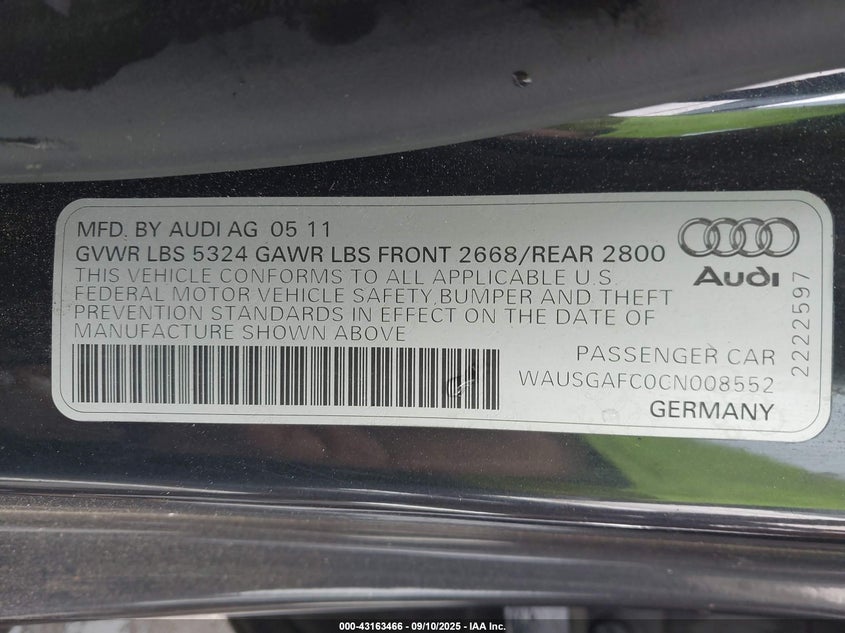 MFD. BY AUDI AG 05 11
GVWR LBS 5324 GAWR LBS FRONT 2668/REAR 2800
THIS VEHICLE CONFORMS TO ALL APPLICABLE U.S.
FEDERAL MOTOR VEHICLE SAFETY,BUMPER AND THEFT
PREVENTION STANDARDS IN EFFECT ON THE DATE OF
MANUFACTURE SHOWN ABOVE
Audi
2222597
PASSENGER CAR
WAUSGAFC0CN008552
GERMANY
000-43163466 - 09/10/2025 - IAA Inc.